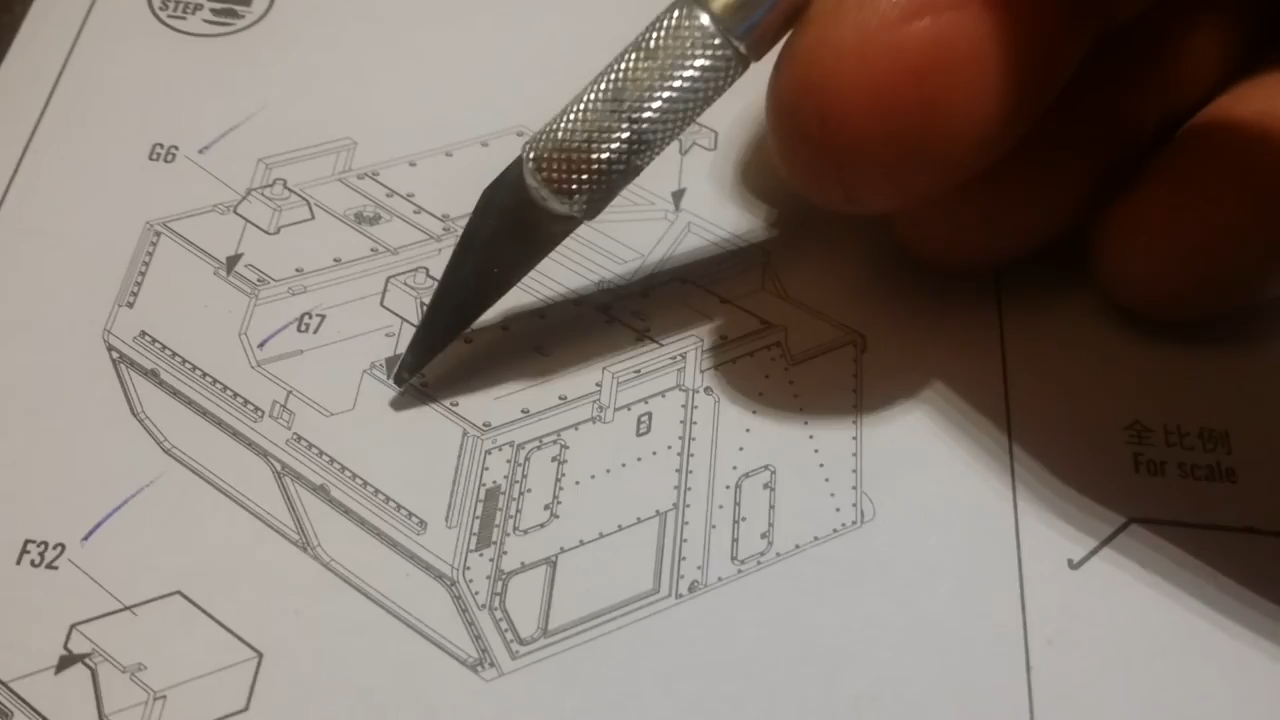 STEP
G6
G7
全比例
For scale
F32